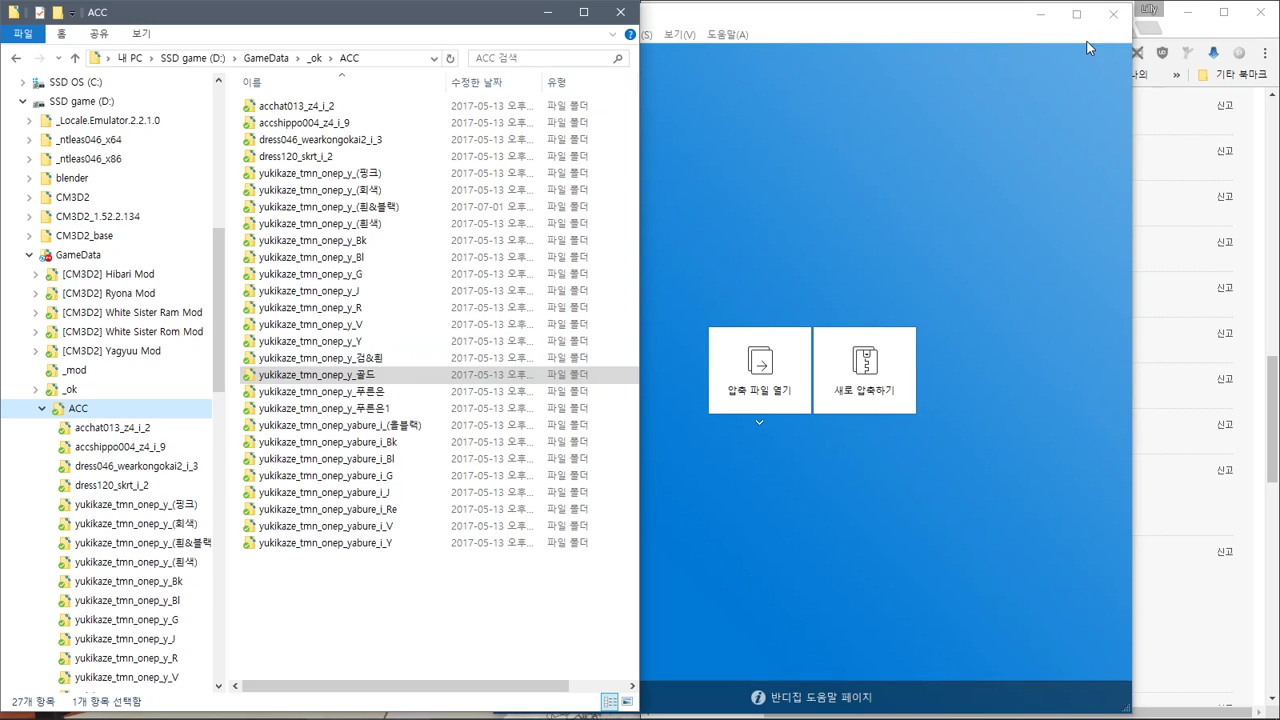 ACC
파일
홈
공유
보기
내 PC
SSD game (D:)
GameData
_ok
ACC
ACC 검색
SSD OS (C:)
SSD game (D:)
_Locale.Emulator.2.2.1.0
_ntleas046_x64
_ntleas046_x86
blender
CM3D2
CM3D2_1.52.2.134
CM3D2_base
GameData
[CM3D2] Hibari Mod
[CM3D2] Ryona Mod
[CM3D2] White Sister Ram Mod
[CM3D2] White Sister Rom Mod
[CM3D2] Yagyuu Mod
_mod
_ok
ACC
acchat013_z4_i_2
accshippo004_z4_i_9
dress046_wearkongokai2_i_3
dress120_skrt_i_2
yukikaze_tmn_onep_y_(핑크)
yukikaze_tmn_onep_y_(회색)
yukikaze_tmn_onep_y_(흰&블랙
yukikaze_tmn_onep_y_(흰색)
yukikaze_tmn_onep_y_Bk
yukikaze_tmn_onep_y_Bl
yukikaze_tmn_onep_y_G
yukikaze_tmn_onep_y_J
yukikaze_tmn_onep_y_R
yukikaze_tmn_onep_y_V
이름 수정한 날짜 유형
acchat013_z4_i_2 2017-05-13 오후... 파일 폴더
accshippo004_z4_i_9 2017-05-13 오후... 파일 폴더
dress046_wearkongokai2_i_3 2017-05-13 오후... 파일 폴더
dress120_skrt_i_2 2017-05-13 오후... 파일 폴더
yukikaze_tmn_onep_y_(핑크) 2017-05-13 오후... 파일 폴더
yukikaze_tmn_onep_y_(회색) 2017-05-13 오후... 파일 폴더
yukikaze_tmn_onep_y_(흰&블랙) 2017-07-01 오후... 파일 폴더
yukikaze_tmn_onep_y_(흰색) 2017-05-13 오후... 파일 폴더
yukikaze_tmn_onep_y_Bk 2017-05-13 오후... 파일 폴더
yukikaze_tmn_onep_y_Bl 2017-05-13 오후... 파일 폴더
yukikaze_tmn_onep_y_G 2017-05-13 오후... 파일 폴더
yukikaze_tmn_onep_y_J 2017-05-13 오후... 파일 폴더
yukikaze_tmn_onep_y_R 2017-05-13 오후... 파일 폴더
yukikaze_tmn_onep_y_V 2017-05-13 오후... 파일 폴더
yukikaze_tmn_onep_y_Y 2017-05-13 오후... 파일 폴더
yukikaze_tmn_onep_y_검&흰 2017-05-13 오후... 파일 폴더
yukikaze_tmn_onep_y_골드 2017-05-13 오후... 파일 폴더
yukikaze_tmn_onep_y_푸른은 2017-05-13 오후... 파일 폴더
yukikaze_tmn_onep_y_푸른은1 2017-05-13 오후... 파일 폴더
yukikaze_tmn_onep_yabure_i_(홀블랙) 2017-05-13 오후... 파일 폴더
yukikaze_tmn_onep_yabure_i_Bk 2017-05-13 오후... 파일 폴더
yukikaze_tmn_onep_yabure_i_Bl 2017-05-13 오후... 파일 폴더
yukikaze_tmn_onep_yabure_i_G 2017-05-13 오후... 파일 폴더
yukikaze_tmn_onep_yabure_i_J 2017-05-13 오후... 파일 폴더
yukikaze_tmn_onep_yabure_i_Re 2017-05-13 오후... 파일 폴더
yukikaze_tmn_onep_yabure_i_V 2017-05-13 오후... 파일 폴더
yukikaze_tmn_onep_yabure_i_Y 2017-05-13 오후... 파일 폴더
27개 항목 1개 항목 선택함
(S) 보기(V) 도움말(A)
압축 파일 열기
새로 압축하기
반디집 도움말 페이지
Lilly
나의
»
기타 북마크
신고
신고
신고
신고
신고
신고
신고
신고
신고
신고